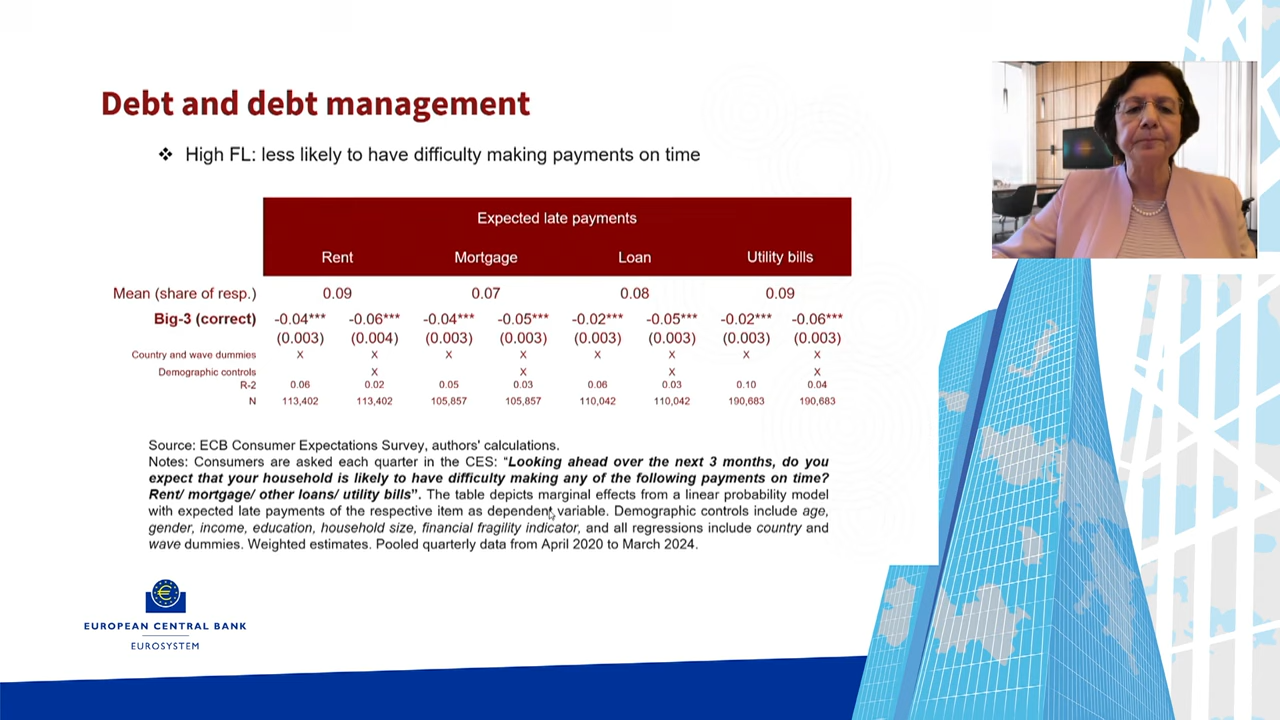 Debt and debt management
❖ High FL: less likely to have difficulty making payments on time
Expected late payments
Rent Mortgage Loan Utility bills
Mean (share of resp.) 0.09 0.07 0.08 0.09
Big-3 (correct) -0.04*** -0.06*** -0.04*** -0.05*** -0.02*** -0.05*** -0.02*** -0.06***
(0.003) (0.004) (0.003) (0.003) (0.003) (0.003) (0.003) (0.003)
Country and wave dummies X X X X X X X X
Demographic controls X X X X
R-2 0.06 0.02 0.05 0.03 0.06 0.03 0.10 0.04
N 113,402 113,402 105,857 105,857 110,042 110,042 190,683 190,683
Source: ECB Consumer Expectations Survey, authors' calculations.
Notes: Consumers are asked each quarter in the CES: "Looking ahead over the next 3 months, do you
expect that your household is likely to have difficulty making any of the following payments on time?
Rent/ mortgage/ other loans/ utility bills". The table depicts marginal effects from a linear probability model
with expected late payments of the respective item as dependent variable. Demographic controls include age,
gender, income, education, household size, financial fragility indicator, and all regressions include country and
wave dummies. Weighted estimates. Pooled quarterly data from April 2020 to March 2024.
EUROPEAN CENTRAL BANK
EUROSYSTEM